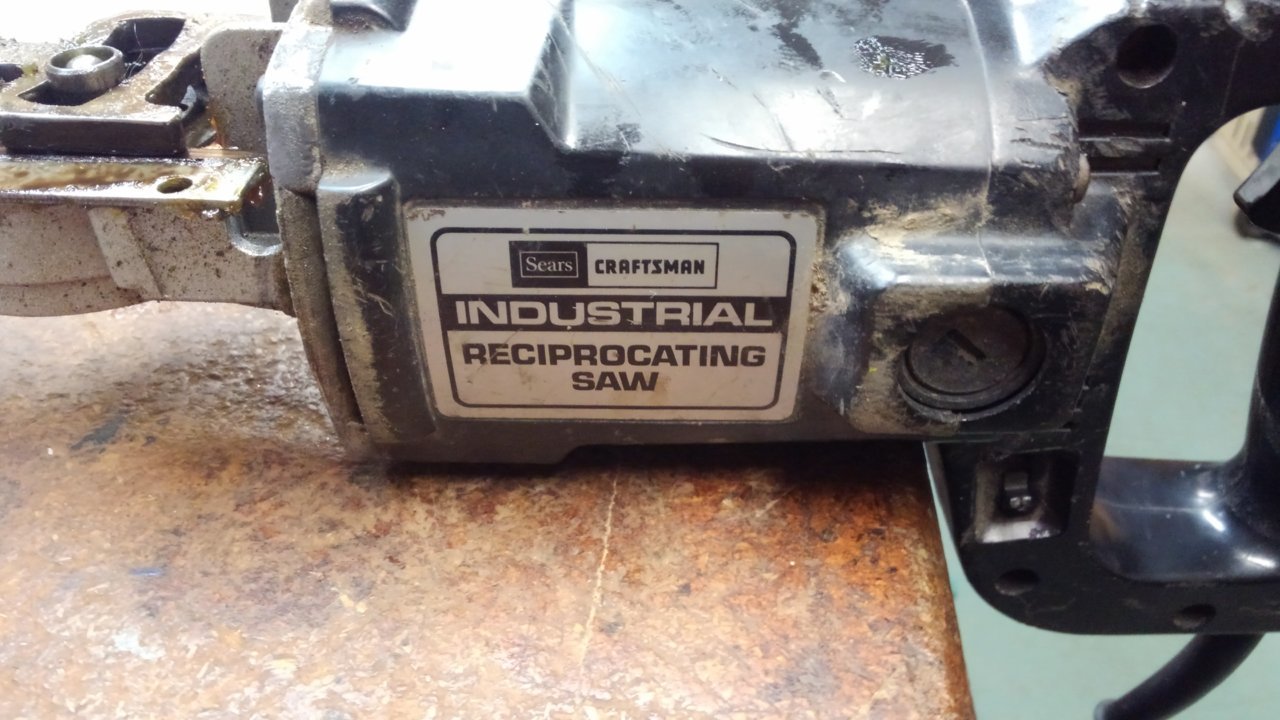 Sears CRAFTSMAN
INDUSTRIAL
RECIPROCATING
SAW